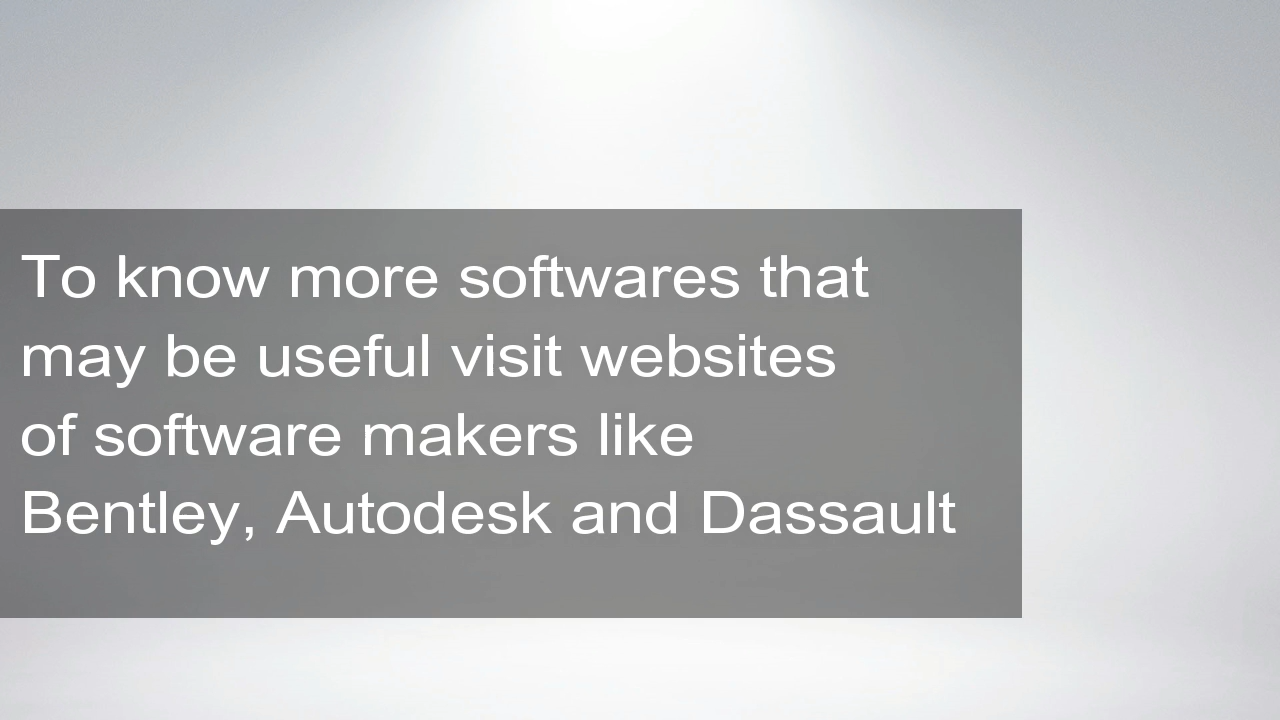 To know more softwares that
may be useful visit websites
of software makers like
Bentley, Autodesk and Dassault